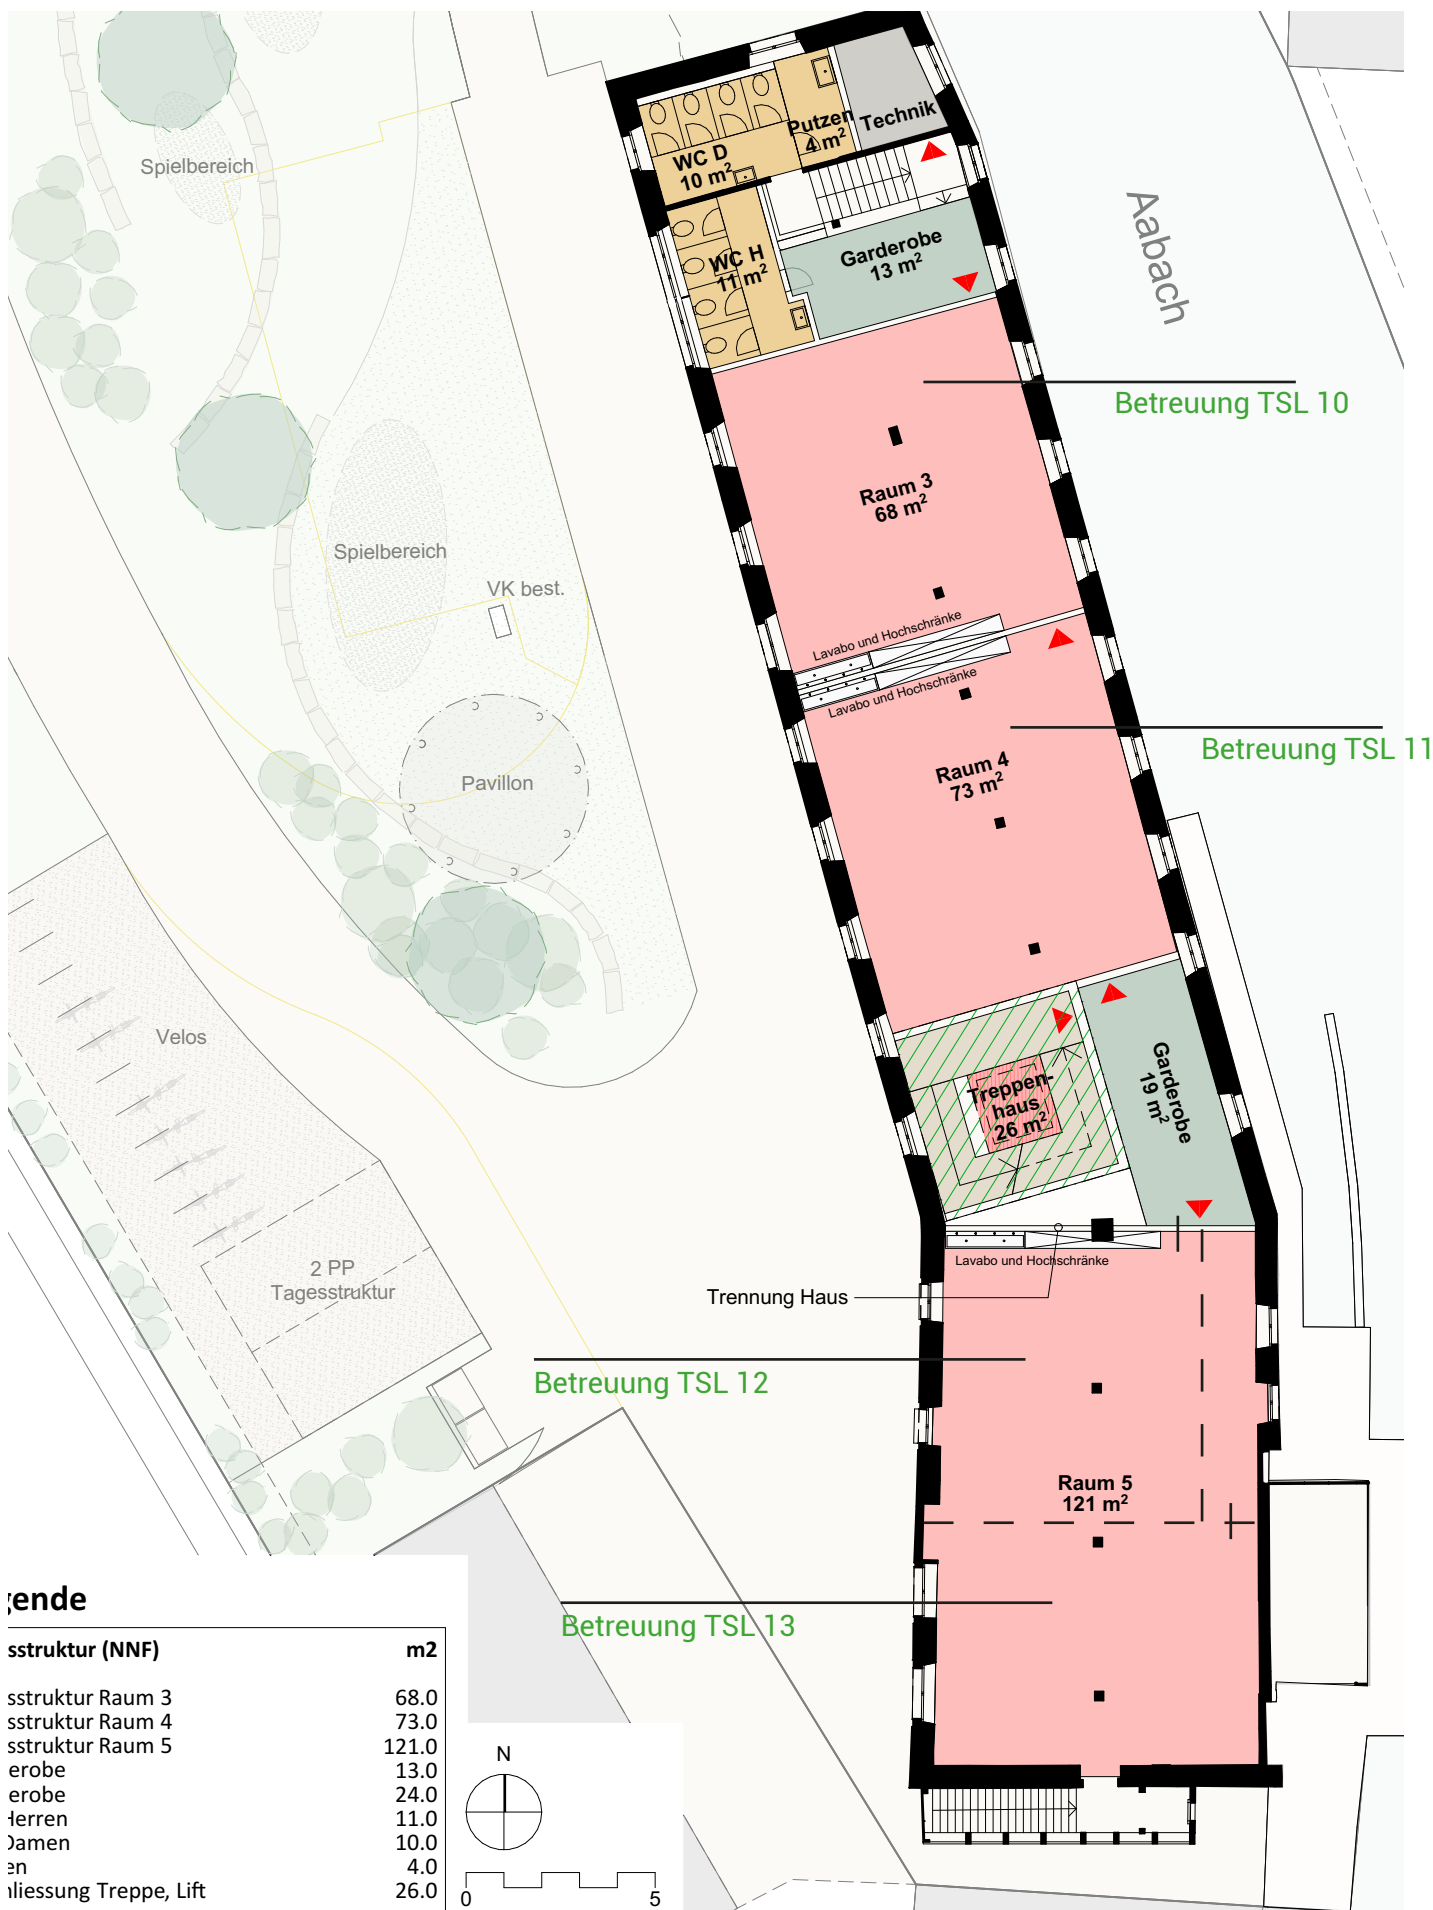 Putzen
4 m²
Technik
WC D
10 m²
Spielbereich
Aabach
Garderobe
13 m²
WC H
11 m²
Betreuung TSL 10
Raum 3
68 m²
Spielbereich
VK best.
Lavabo und Hochschränke
Lavabo und Hochschränke
Betreuung TSL 11
Raum 4
73 m²
Pavillon
Velos
Garderobe
19 m²
Treppen-
haus
26 m²
Lavabo und Hochschränke
2 PP
Tagesstruktur
Trennung Haus
Betreuung TSL 12
Raum 5
121 m²
Betreuung TSL 13
gende
sstruktur (NNF) m2
sstruktur Raum 3 68.0
sstruktur Raum 4 73.0
sstruktur Raum 5 121.0
erobe 13.0
erobe 24.0
Herren 11.0
Damen 10.0
en 4.0
hliessung Treppe, Lift 26.0
N
0 5